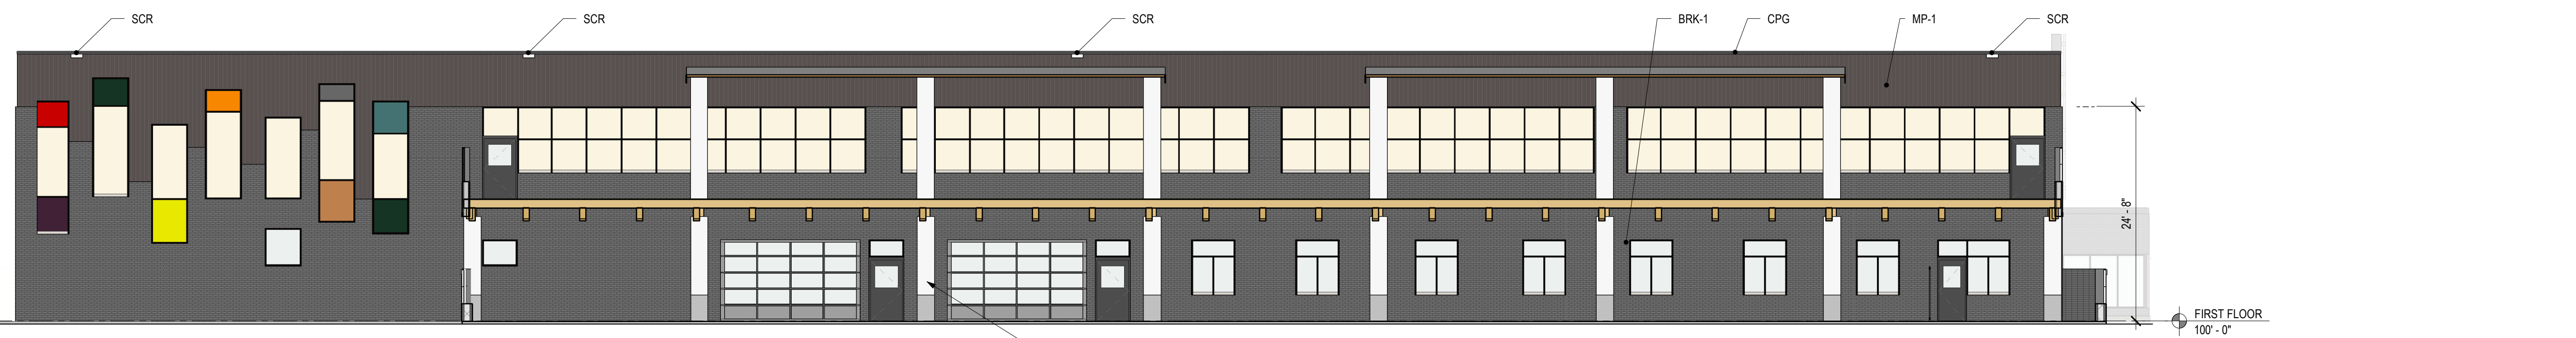 SCR
SCR
SCR
BRK-1
CPG
MP-1
SCR
24' - 8"
FIRST FLOOR
100' - 0"